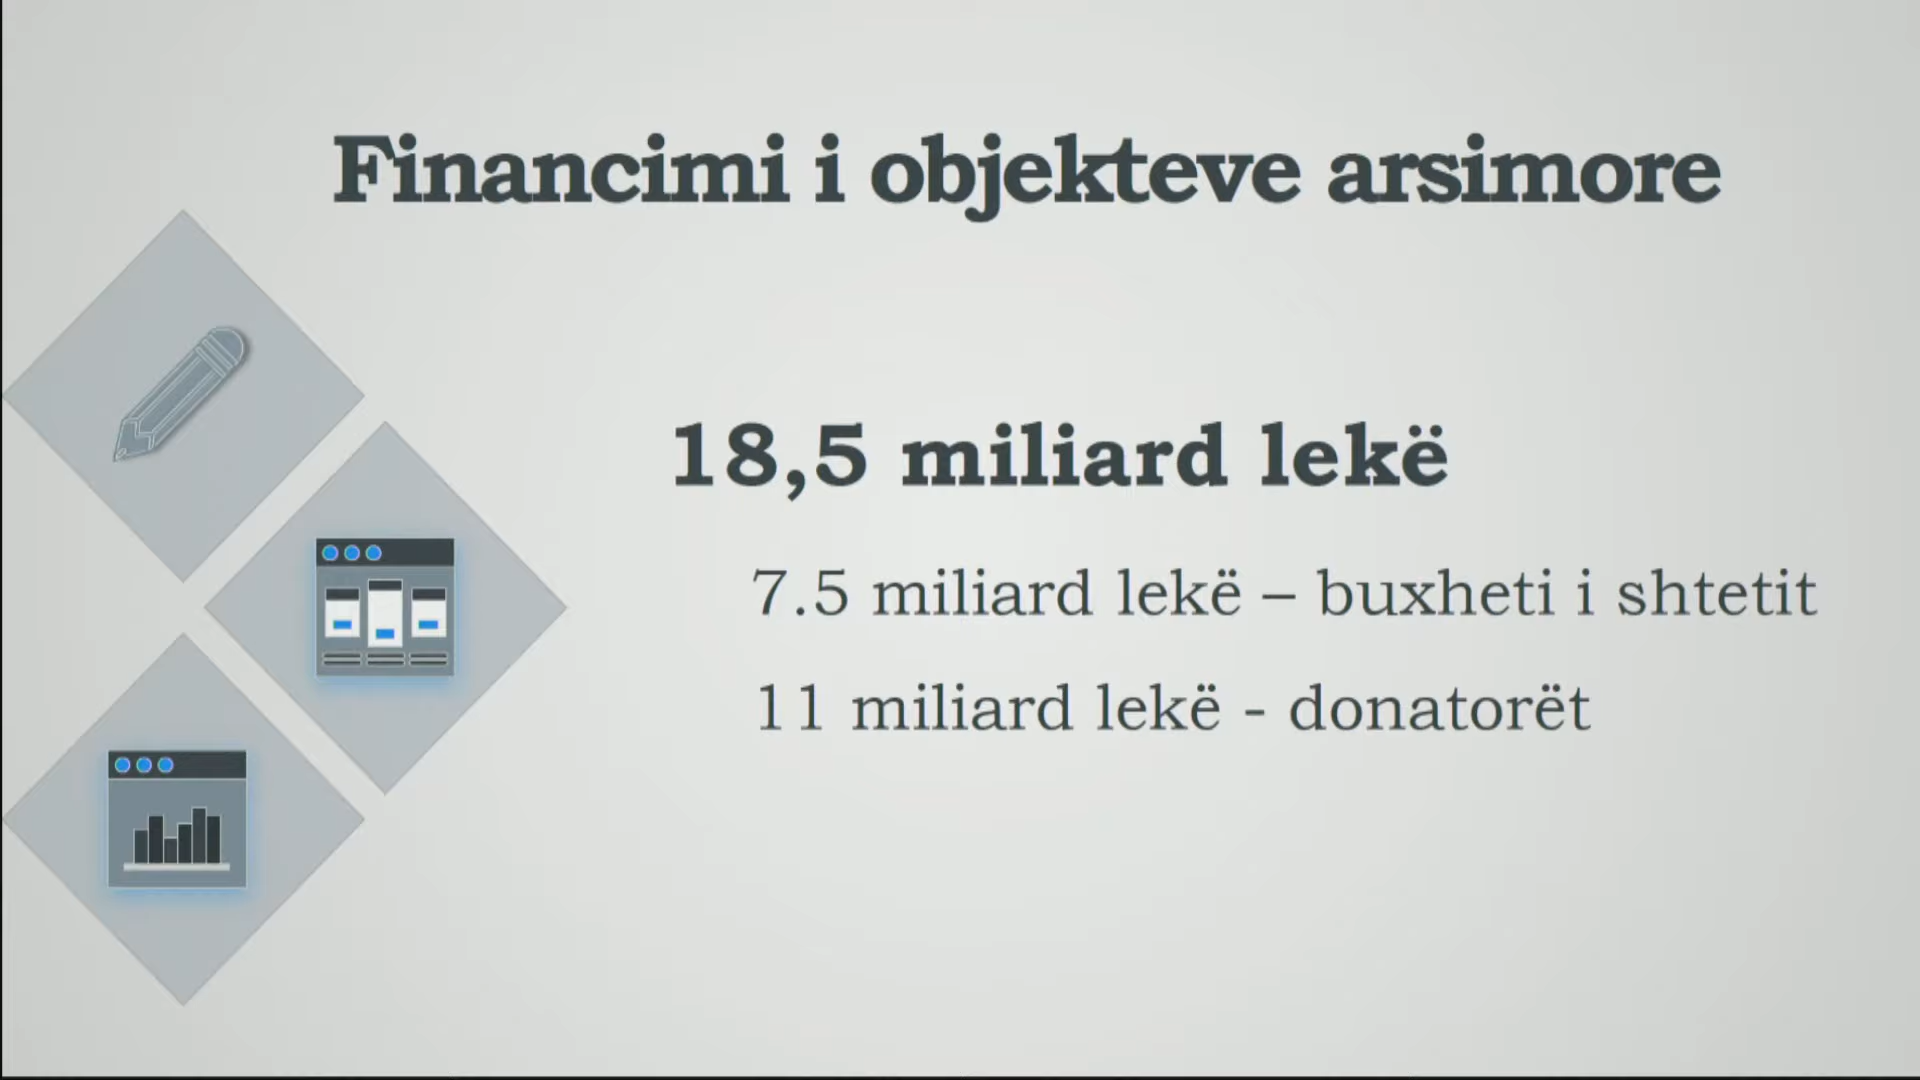 Financimi i objekteve arsimore
18,5 miliard lekë
7.5 miliard lekë – buxheti i shtetit
11 miliard lekë - donatorët